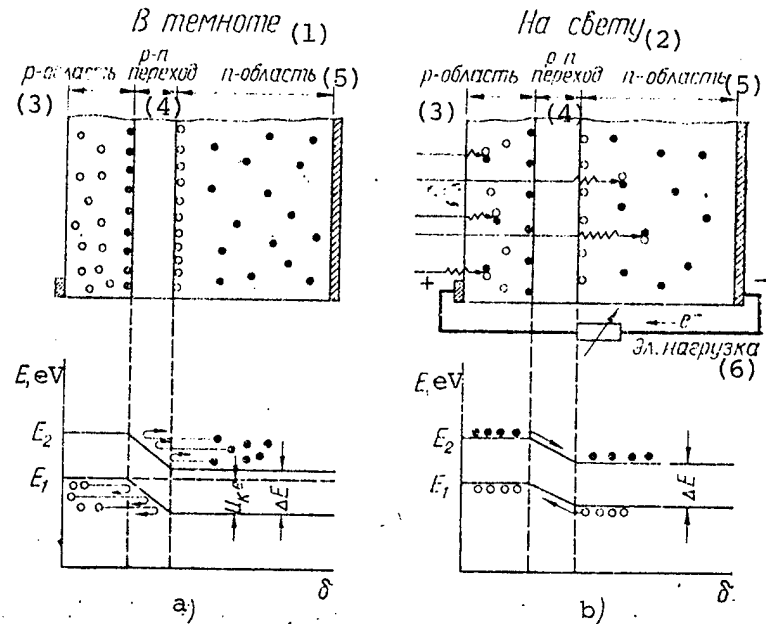 В темноте (1)
р-область (3)
р-п переход (4)
п-область (5)
E, eV
E₂
E₁
Uк e
ΔE
δ
a)
На свету (2)
р-область (3)
р п переход (4)
п-область (5)
+
−
e⁻
Эл. нагрузка (6)
E, eV
E₂
E₁
ΔE
δ
b)